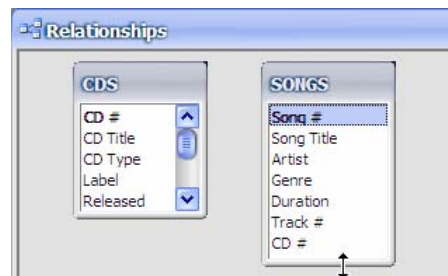 Relationships
CDS
CD #
CD Title
CD Type
Label
Released
SONGS
Song #
Song Title
Artist
Genre
Duration
Track #
CD #